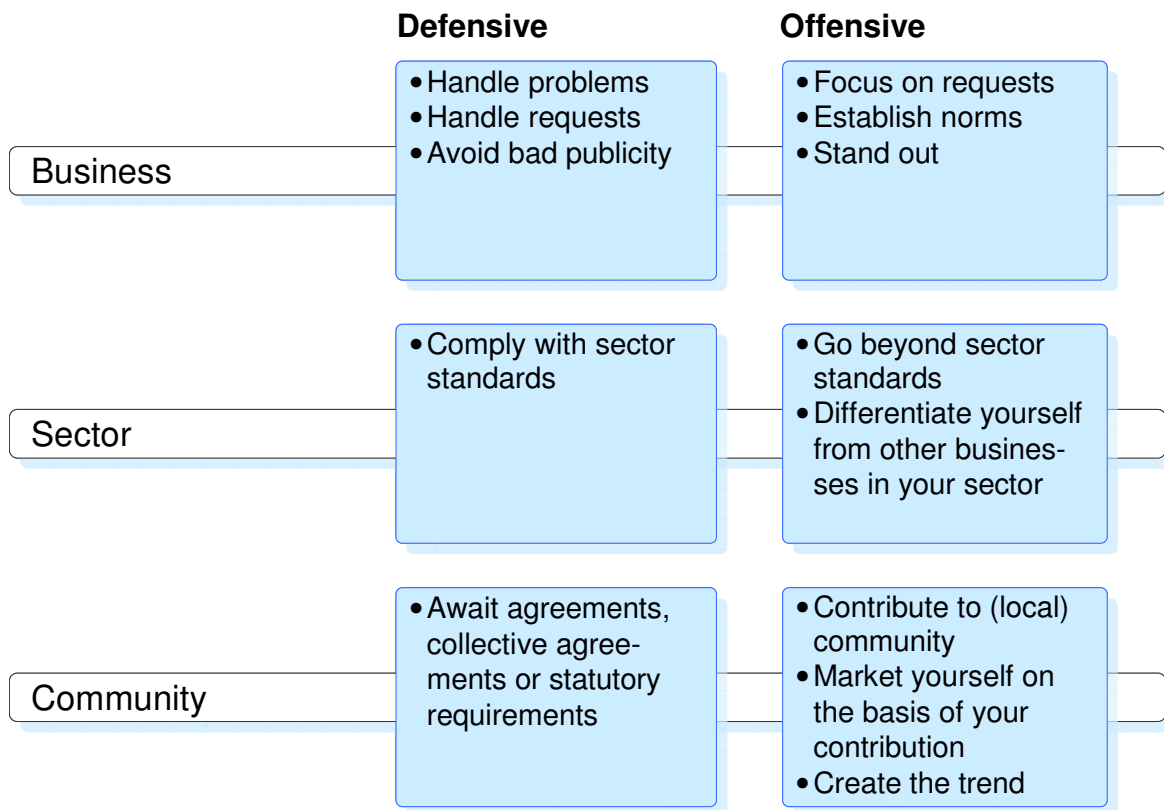 Defensive
Offensive
Business
• Handle problems
• Handle requests
• Avoid bad publicity
• Focus on requests
• Establish norms
• Stand out
Sector
• Comply with sector
standards
• Go beyond sector
standards
• Differentiate yourself
from other busines-
ses in your sector
Community
• Await agreements,
collective agree-
ments or statutory
requirements
• Contribute to (local)
community
• Market yourself on
the basis of your
contribution
• Create the trend